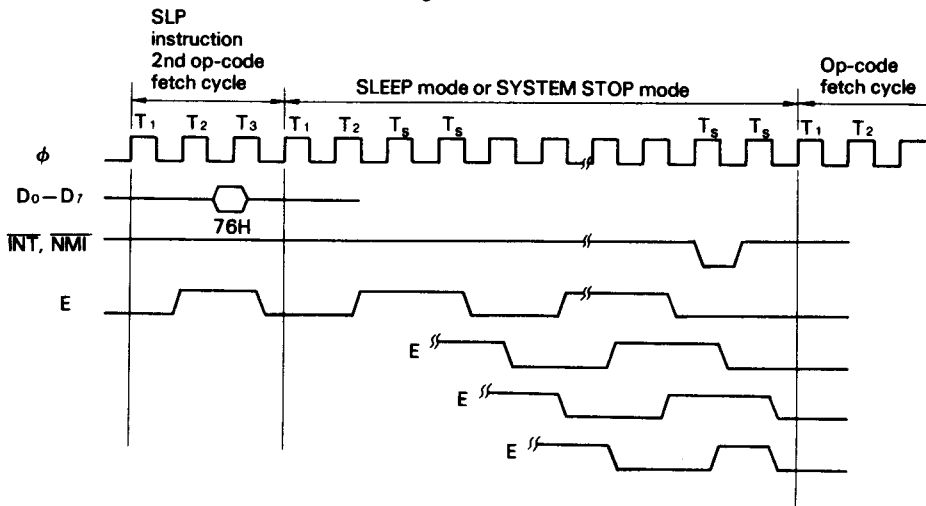 SLP
instruction
2nd op-code
fetch cycle
SLEEP mode or SYSTEM STOP mode
Op-code
fetch cycle
T1 T2 T3 T1 T2 Ts Ts Ts Ts T1 T2
ϕ
D0–D7
76H
INT, NMI
E
E
E
E